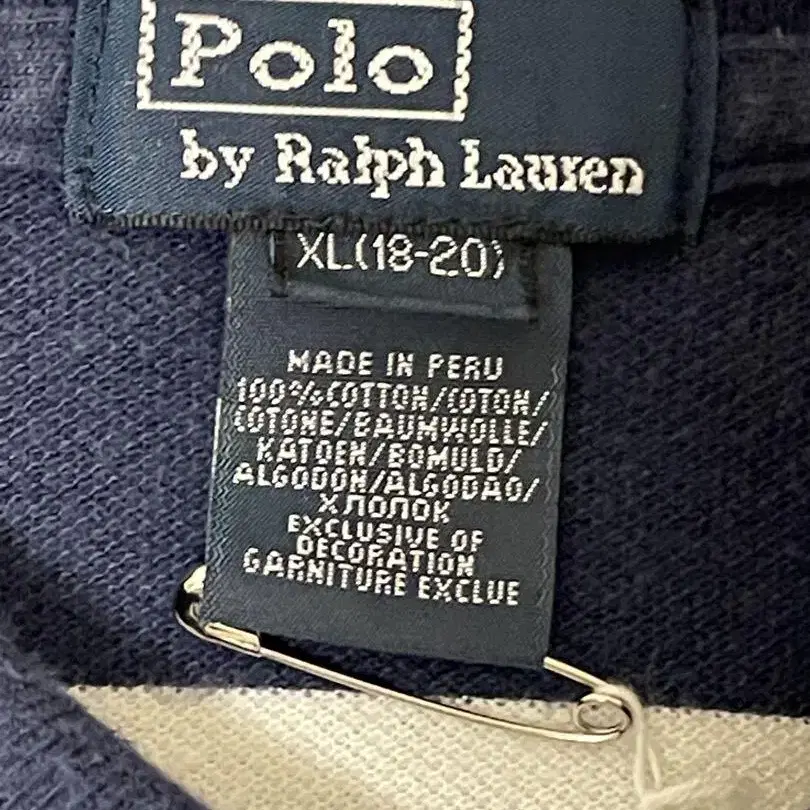 Polo
by Ralph Lauren
XL(18-20)
MADE IN PERU
100%COTTON/COTON/
COTONE/BAUMWOLLE/
KATOEN/BOMULD/
ALGODON/ALGODAO/
ХЛОПОК
EXCLUSIVE OF
DECORATION
GARNITURE EXCLUE